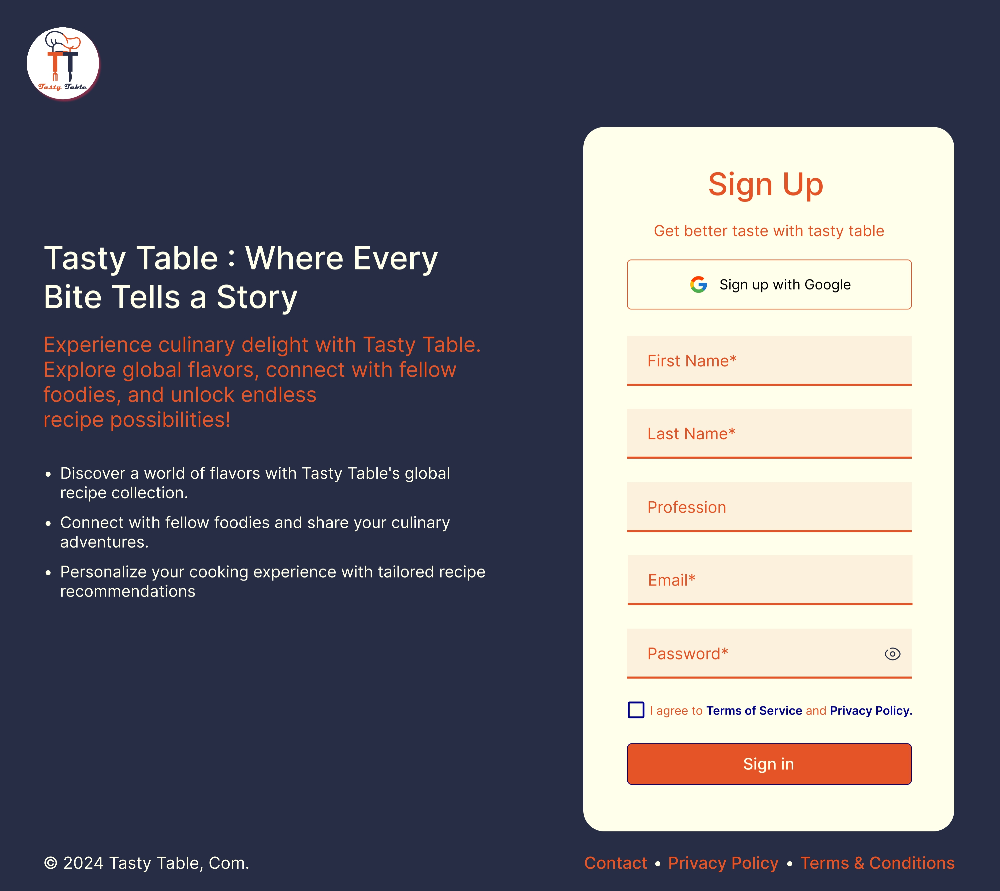 TT
Tasty Table
Tasty Table : Where Every
Bite Tells a Story
Experience culinary delight with Tasty Table.
Explore global flavors, connect with fellow
foodies, and unlock endless
recipe possibilities!
• Discover a world of flavors with Tasty Table's global
recipe collection.
• Connect with fellow foodies and share your culinary
adventures.
• Personalize your cooking experience with tailored recipe
recommendations
Sign Up
Get better taste with tasty table
Sign up with Google
First Name*
Last Name*
Profession
Email*
Password*
I agree to Terms of Service and Privacy Policy.
Sign in
© 2024 Tasty Table, Com.
Contact • Privacy Policy • Terms & Conditions